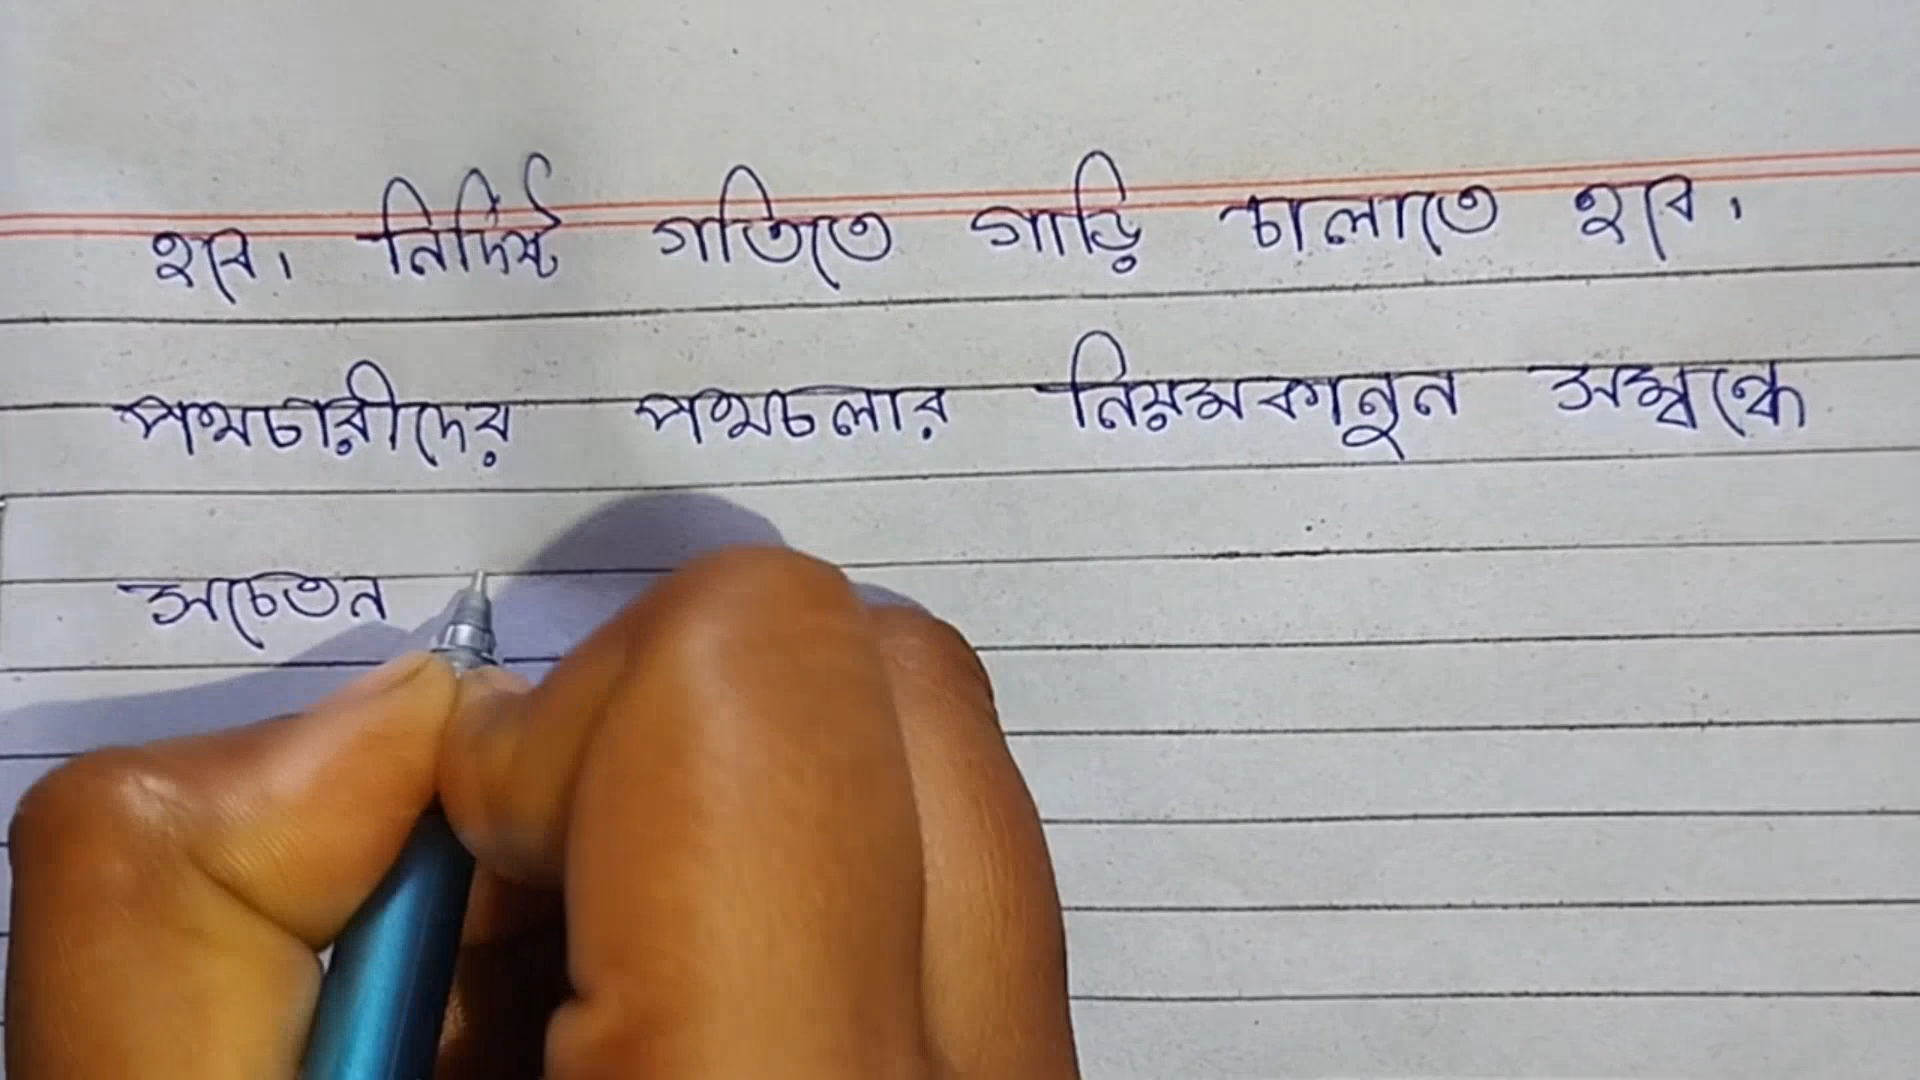 হবে। নির্দিষ্ট গতিতে গাড়ি চালাতে হবে।
পথচারীদের পথচলার নিয়মকানুন সম্বন্ধে
সচেতন